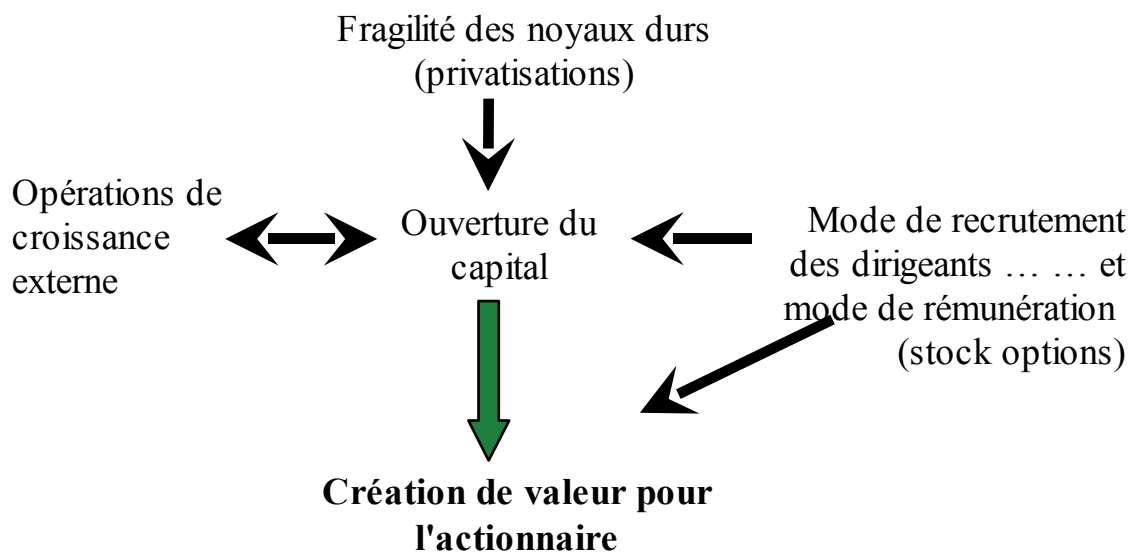 Fragilité des noyaux durs
(privatisations)
Opérations de
croissance
externe
Ouverture du
capital
Mode de recrutement
des dirigeants … … et
mode de rémunération
(stock options)
Création de valeur pour
l'actionnaire